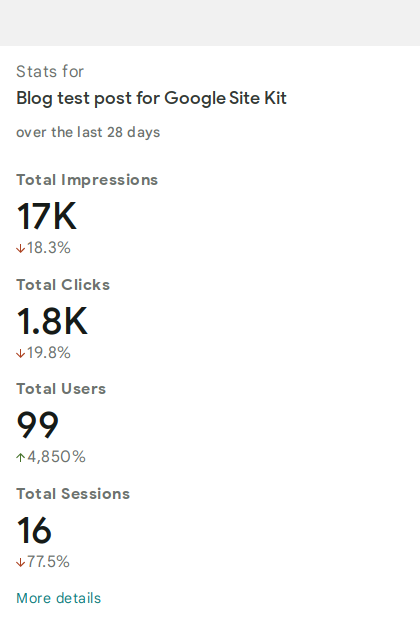 Stats for
Blog test post for Google Site Kit
over the last 28 days
Total Impressions
17K
↓18.3%
Total Clicks
1.8K
↓19.8%
Total Users
99
↑4,850%
Total Sessions
16
↓77.5%
More details